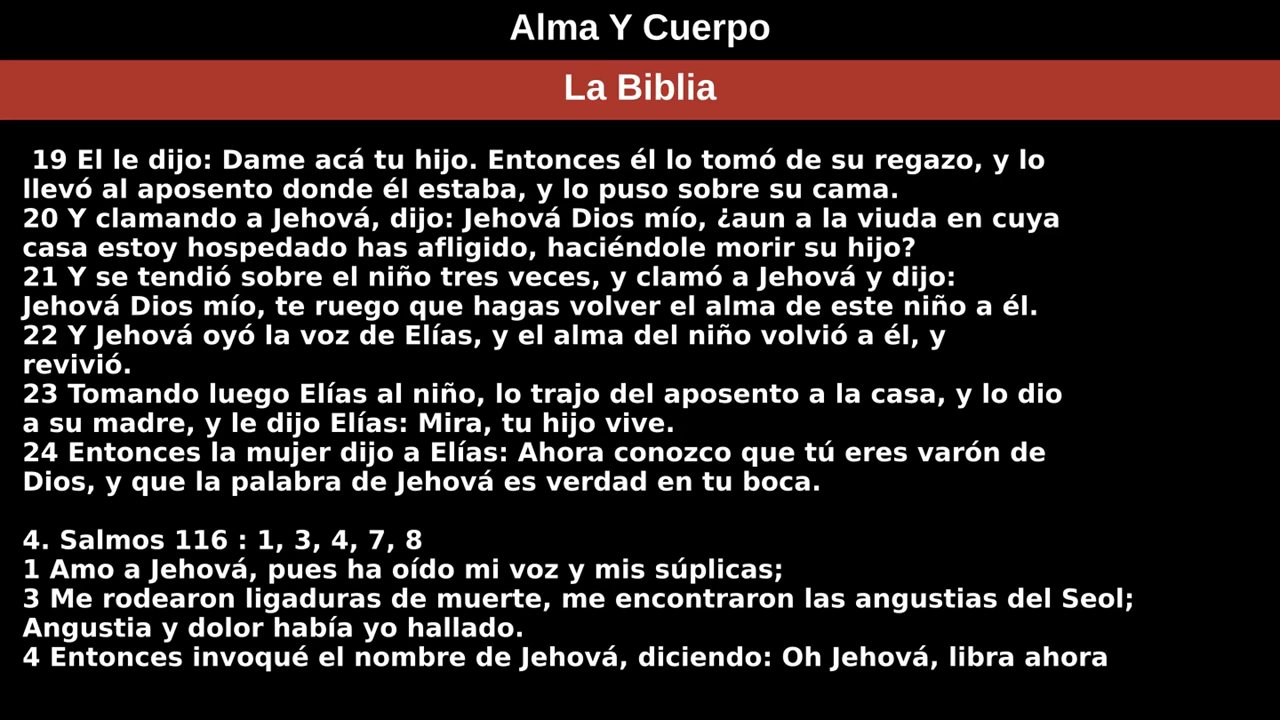 Alma Y Cuerpo
La Biblia
19 El le dijo: Dame acá tu hijo. Entonces él lo tomó de su regazo, y lo
llevó al aposento donde él estaba, y lo puso sobre su cama.
20 Y clamando a Jehová, dijo: Jehová Dios mío, ¿aun a la viuda en cuya
casa estoy hospedado has afligido, haciéndole morir su hijo?
21 Y se tendió sobre el niño tres veces, y clamó a Jehová y dijo:
Jehová Dios mío, te ruego que hagas volver el alma de este niño a él.
22 Y Jehová oyó la voz de Elías, y el alma del niño volvió a él, y
revivió.
23 Tomando luego Elías al niño, lo trajo del aposento a la casa, y lo dio
a su madre, y le dijo Elías: Mira, tu hijo vive.
24 Entonces la mujer dijo a Elías: Ahora conozco que tú eres varón de
Dios, y que la palabra de Jehová es verdad en tu boca.
4. Salmos 116 : 1, 3, 4, 7, 8
1 Amo a Jehová, pues ha oído mi voz y mis súplicas;
3 Me rodearon ligaduras de muerte, me encontraron las angustias del Seol;
Angustia y dolor había yo hallado.
4 Entonces invoqué el nombre de Jehová, diciendo: Oh Jehová, libra ahora